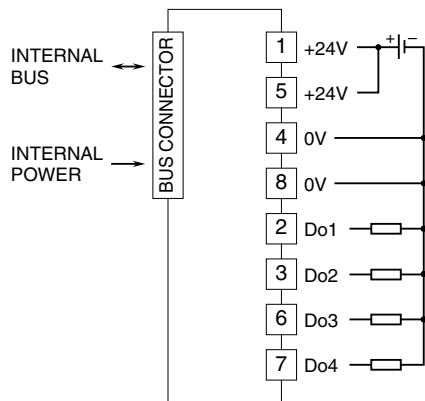 INTERNAL
BUS
INTERNAL
POWER
BUS CONNECTOR
1 +24V
+ −
5 +24V
4 0V
8 0V
2 Do1
3 Do2
6 Do3
7 Do4